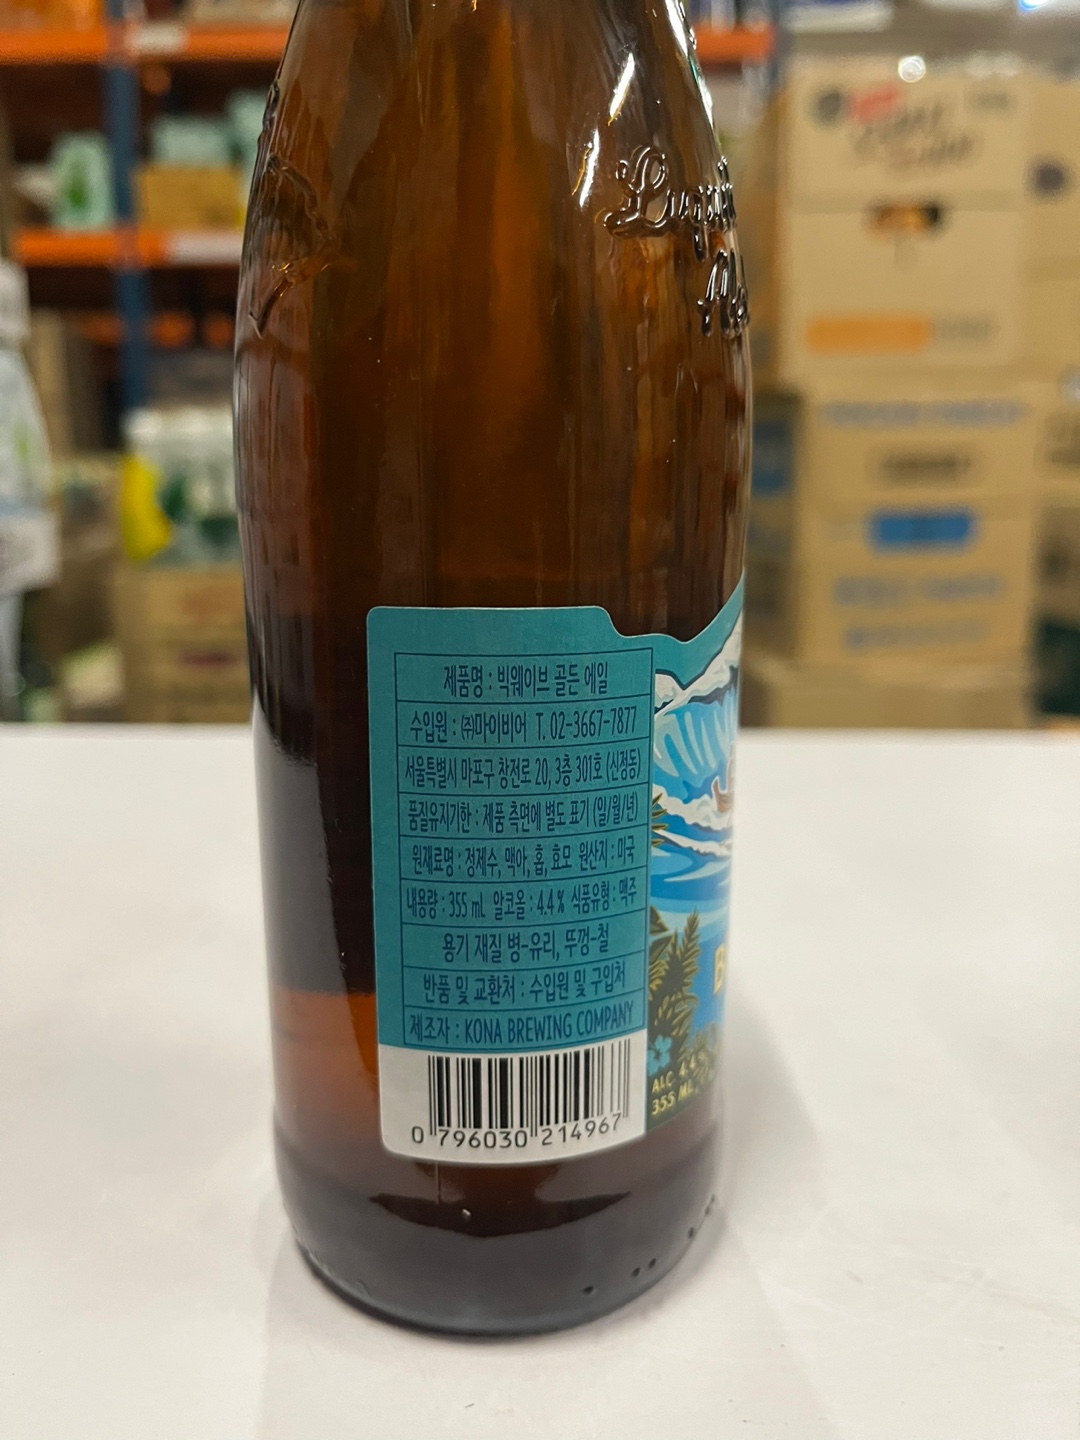 제품명 : 빅웨이브 골든 에일
수입원 : ㈜마이비어 T. 02-3667-7877
서울특별시 마포구 창전로 20, 3층 301호 (신정동)
품질유지기한 : 제품 측면에 별도 표기 (일/월/년)
원재료명 : 정제수, 맥아, 홉, 효모 원산지 : 미국
내용량 : 355 mL 알코올 : 4.4% 식품유형 : 맥주
용기 재질 병-유리, 뚜껑-철
반품 및 교환처 : 수입원 및 구입처
제조자 : KONA BREWING COMPANY
0 796030 214967
ALC 4.4%
355 ML